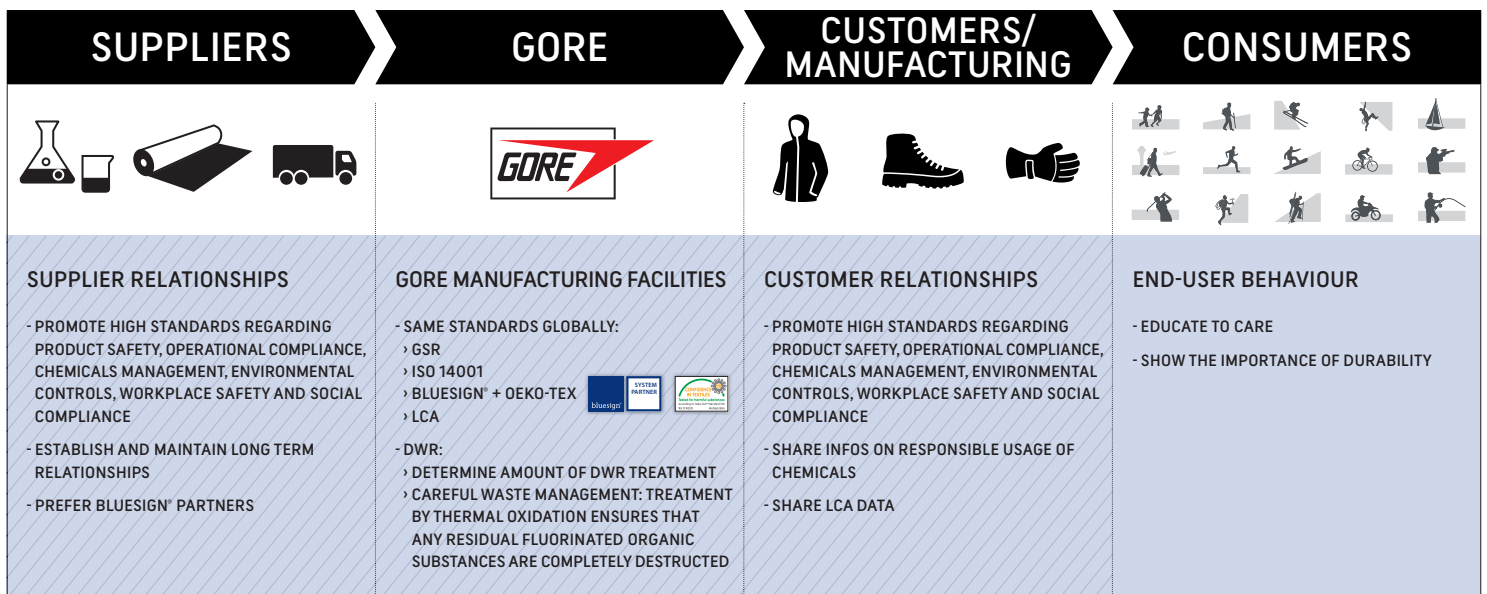 SUPPLIERS
GORE
CUSTOMERS/
MANUFACTURING
CONSUMERS
GORE
SUPPLIER RELATIONSHIPS
- PROMOTE HIGH STANDARDS REGARDING
PRODUCT SAFETY, OPERATIONAL COMPLIANCE,
CHEMICALS MANAGEMENT, ENVIRONMENTAL
CONTROLS, WORKPLACE SAFETY AND SOCIAL
COMPLIANCE
- ESTABLISH AND MAINTAIN LONG TERM
RELATIONSHIPS
- PREFER BLUESIGN® PARTNERS
GORE MANUFACTURING FACILITIES
- SAME STANDARDS GLOBALLY:
› GSR
› ISO 14001
› BLUESIGN® + OEKO-TEX
› LCA
bluesign®
SYSTEM
PARTNER
CONFIDENCE
IN TEXTILES
Tested for harmful substances
- DWR:
› DETERMINE AMOUNT OF DWR TREATMENT
› CAREFUL WASTE MANAGEMENT: TREATMENT
BY THERMAL OXIDATION ENSURES THAT
ANY RESIDUAL FLUORINATED ORGANIC
SUBSTANCES ARE COMPLETELY DESTRUCTED
CUSTOMER RELATIONSHIPS
- PROMOTE HIGH STANDARDS REGARDING
PRODUCT SAFETY, OPERATIONAL COMPLIANCE,
CHEMICALS MANAGEMENT, ENVIRONMENTAL
CONTROLS, WORKPLACE SAFETY AND SOCIAL
COMPLIANCE
- SHARE INFOS ON RESPONSIBLE USAGE OF
CHEMICALS
- SHARE LCA DATA
END-USER BEHAVIOUR
- EDUCATE TO CARE
- SHOW THE IMPORTANCE OF DURABILITY